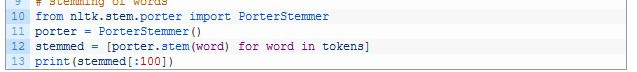 9 # stemming of words
10 from nltk.stem.porter import PorterStemmer
11 porter = PorterStemmer()
12 stemmed = [porter.stem(word) for word in tokens]
13 print(stemmed[:100])